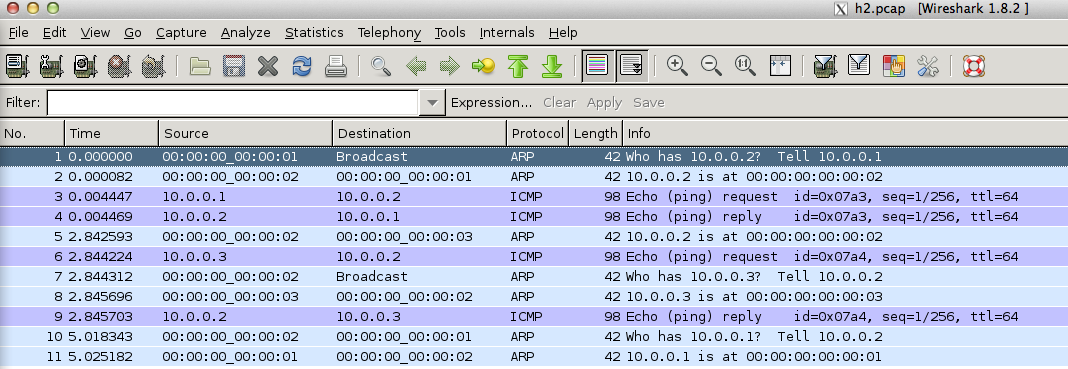 h2.pcap [Wireshark 1.8.2 ]
File Edit View Go Capture Analyze Statistics Telephony Tools Internals Help
Filter: Expression... Clear Apply Save
No. Time Source Destination Protocol Length Info
1 0.000000 00:00:00_00:00:01 Broadcast ARP 42 Who has 10.0.0.2? Tell 10.0.0.1
2 0.000082 00:00:00_00:00:02 00:00:00_00:00:01 ARP 42 10.0.0.2 is at 00:00:00:00:00:02
3 0.004447 10.0.0.1 10.0.0.2 ICMP 98 Echo (ping) request id=0x07a3, seq=1/256, ttl=64
4 0.004469 10.0.0.2 10.0.0.1 ICMP 98 Echo (ping) reply id=0x07a3, seq=1/256, ttl=64
5 2.842593 00:00:00_00:00:02 00:00:00_00:00:03 ARP 42 10.0.0.2 is at 00:00:00:00:00:02
6 2.844224 10.0.0.3 10.0.0.2 ICMP 98 Echo (ping) request id=0x07a4, seq=1/256, ttl=64
7 2.844312 00:00:00_00:00:02 Broadcast ARP 42 Who has 10.0.0.3? Tell 10.0.0.2
8 2.845696 00:00:00_00:00:03 00:00:00_00:00:02 ARP 42 10.0.0.3 is at 00:00:00:00:00:03
9 2.845703 10.0.0.2 10.0.0.3 ICMP 98 Echo (ping) reply id=0x07a4, seq=1/256, ttl=64
10 5.018343 00:00:00_00:00:02 00:00:00_00:00:01 ARP 42 Who has 10.0.0.1? Tell 10.0.0.2
11 5.025182 00:00:00_00:00:01 00:00:00_00:00:02 ARP 42 10.0.0.1 is at 00:00:00:00:00:01